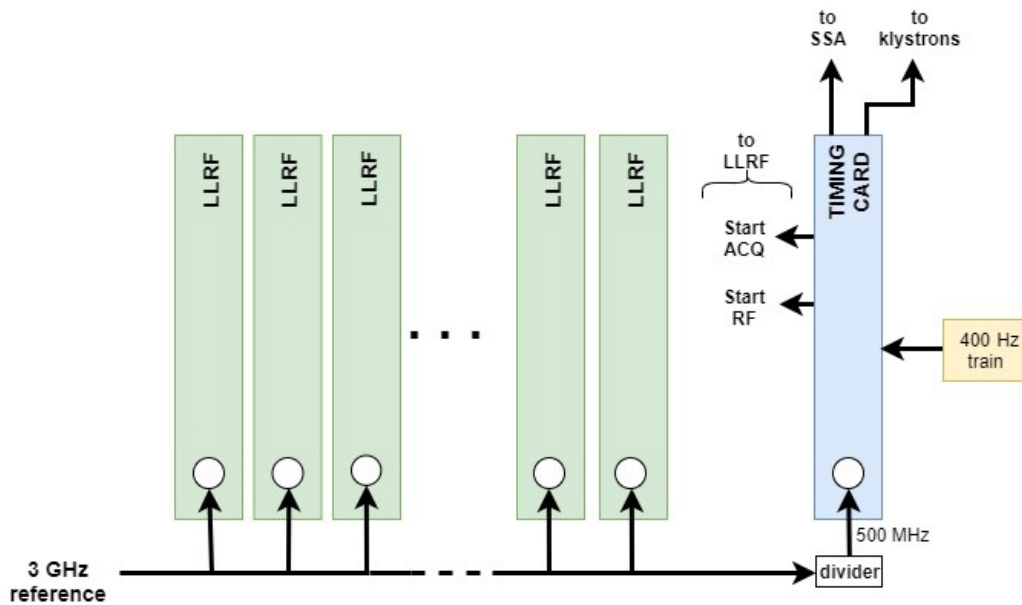 to
SSA
to
klystrons
LLRF
LLRF
LLRF
LLRF
LLRF
to
LLRF
TIMING
CARD
Start
ACQ
Start
RF
. . .
400 Hz
train
500 MHz
3 GHz
reference
divider